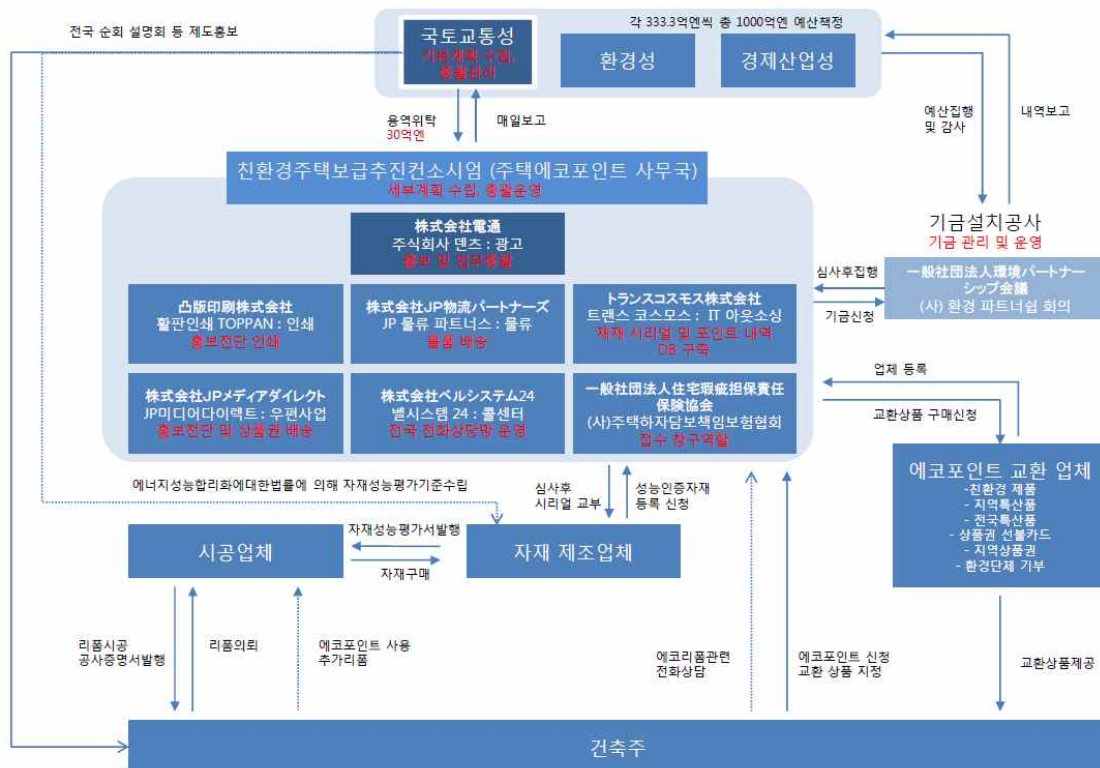 전국 순회 설명회 등 제도홍보
각 333.3억엔씩 총 1000억엔 예산책정
국토교통성
기본계획 수립,
총괄관리
환경성
경제산업성
용역위탁
30억엔
매일보고
예산집행
및 감사
내역보고
친환경주택보급추진컨소시엄 (주택에코포인트 사무국)
세부계획 수립, 총괄운영
株式会社電通
주식회사 덴츠 : 광고
홍보 및 업무총괄
凸版印刷株式会社
활판인쇄 TOPPAN : 인쇄
홍보전단 인쇄
株式会社JP物流パートナーズ
JP 물류 파트너스 : 물류
물품 배송
トランスコスモス株式会社
트랜스 코스모스 : IT 아웃소싱
재재 시리얼 및 포인트 내역
DB 구축
株式会社JPメディアダイレクト
JP미디어다이랙트 : 우편사업
홍보전단 및 상품권 배송
株式会社ベルシステム24
벨시스템 24 : 콜센터
전국 전화상담망 운영
一般社団法人住宅瑕疵担保責任
保険協会
(사)주택하자담보책임보험협회
접수 창구역할
기금설치공사
기금 관리 및 운영
심사후집행
기금신청
一般社団法人環境パートナー
シップ会議
(사) 환경 파트너쉽 회의
업체 등록
교환상품 구매신청
에코포인트 교환 업체
-친환경 제품
- 지역특산품
- 전국특산품
- 상품권 선불카드
- 지역상품권
- 환경단체 기부
에너지성능합리화에대한법률에 의해 자재성능평가기준수립
심사후
시리얼 교부
성능인증자재
등록 신청
시공업체
자재성능평가서발행
자재구매
자재 제조업체
리폼시공
공사증명서발행
리폼의뢰
에코포인트 사용
추가리폼
에코리폼관련
전화상담
에코포인트 신청
교환 상품 지정
교환상품제공
건축주